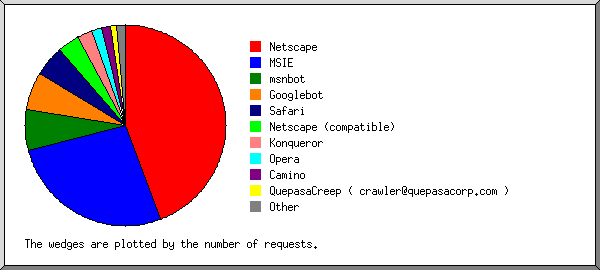 Netscape
MSIE
msnbot
Googlebot
Safari
Netscape (compatible)
Konqueror
Opera
Camino
QuepasaCreep ( crawler@quepasacorp.com )
Other
The wedges are plotted by the number of requests.